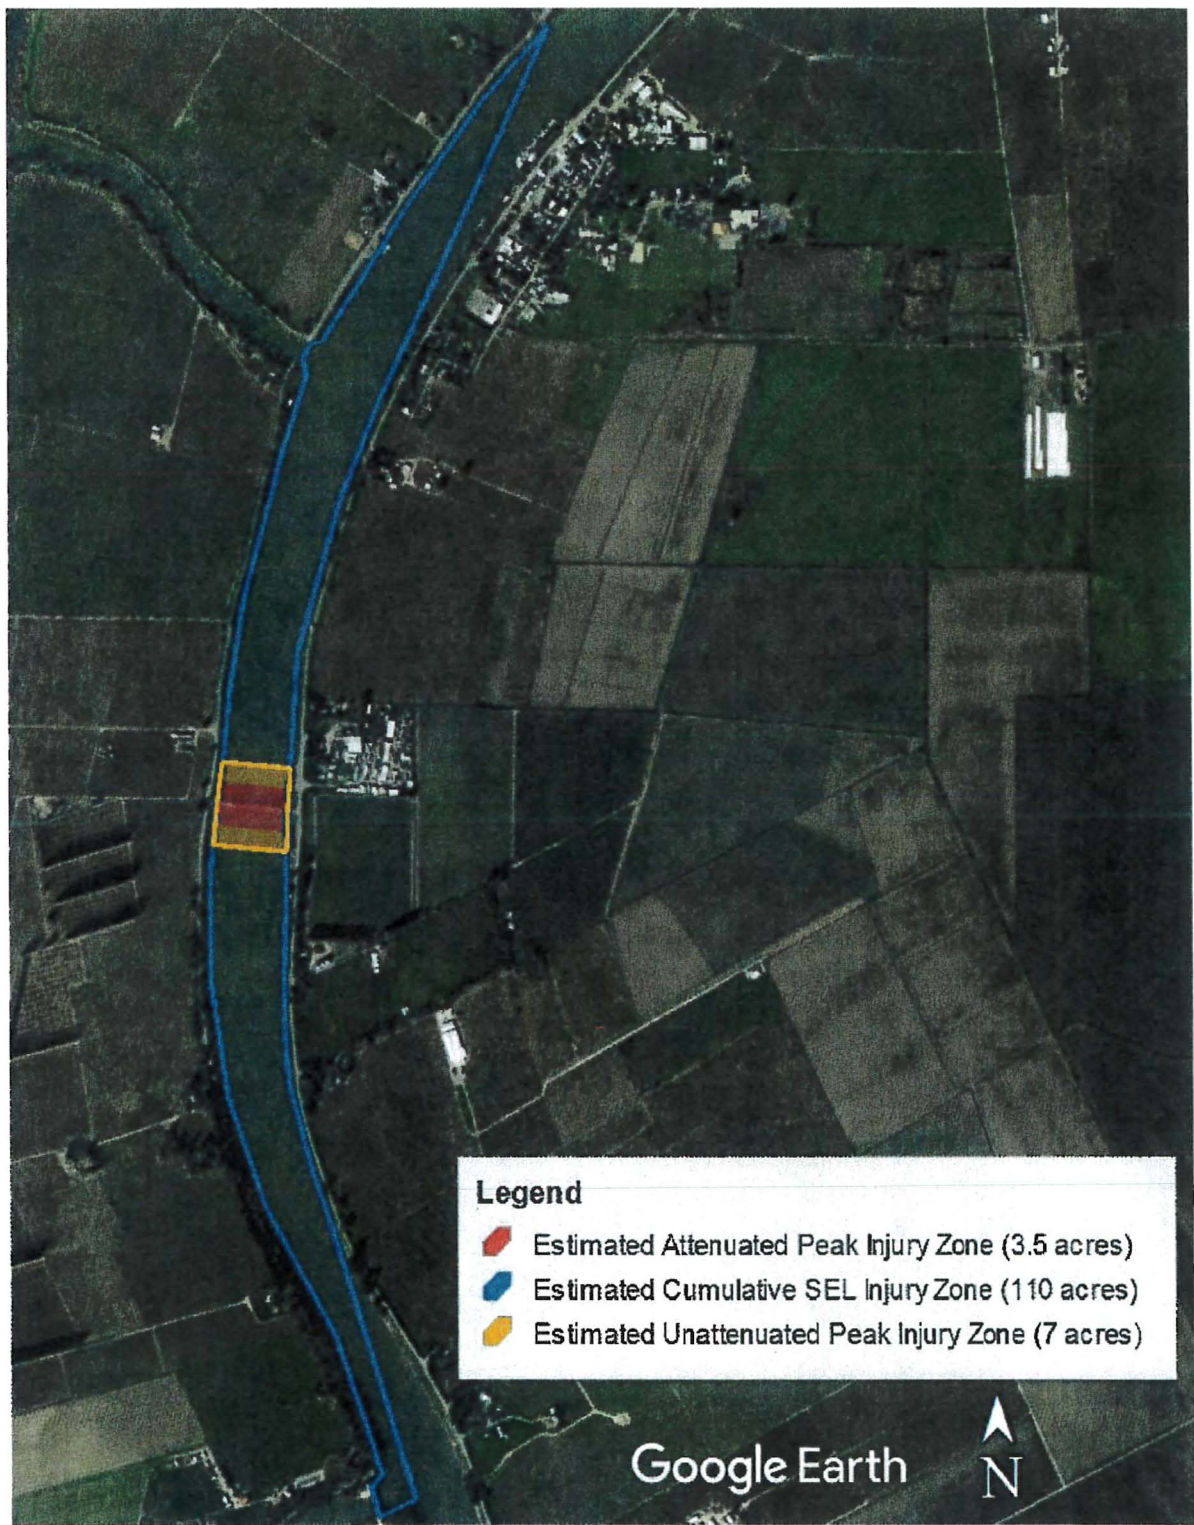 Legend
Estimated Attenuated Peak Injury Zone (3.5 acres)
Estimated Cumulative SEL Injury Zone (110 acres)
Estimated Unattenuated Peak Injury Zone (7 acres)
Google Earth
N